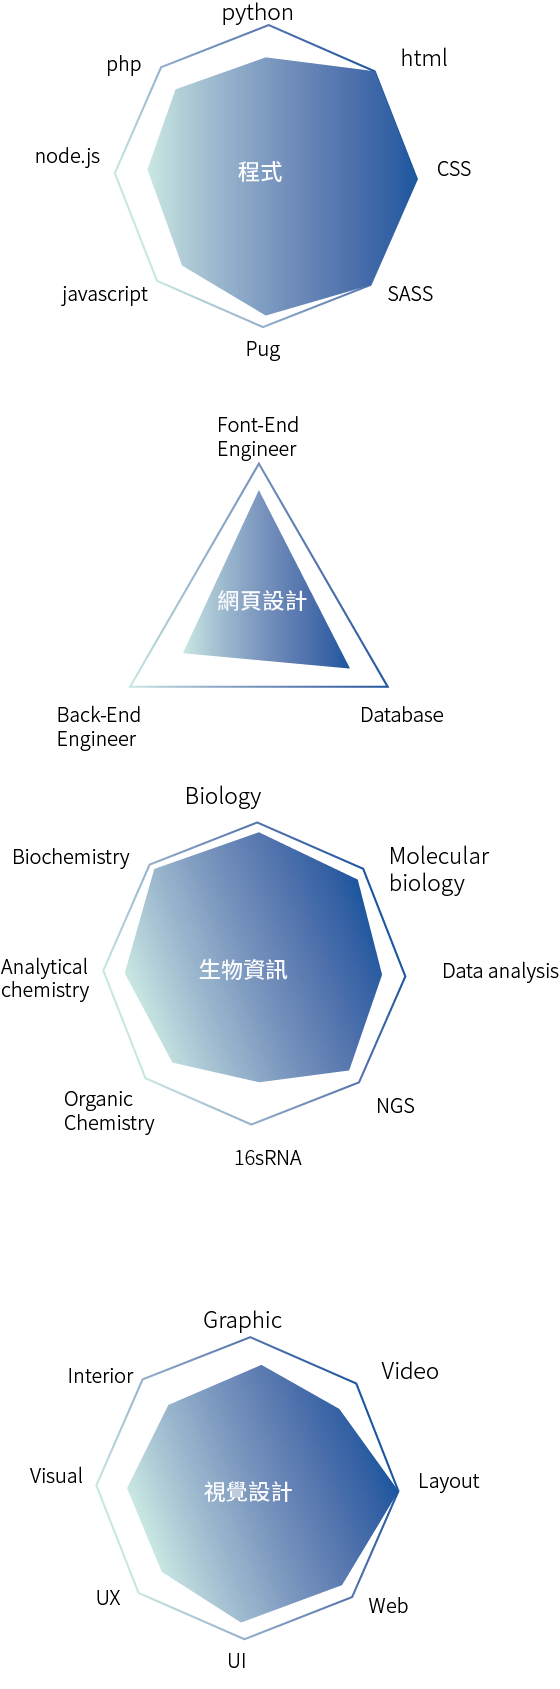 python
php
html
node.js
程式
CSS
javascript
SASS
Pug
Font-End
Engineer
網頁設計
Back-End
Engineer
Database
Biology
Biochemistry
Molecular
biology
Analytical
chemistry
生物資訊
Data analysis
Organic
Chemistry
NGS
16sRNA
Graphic
Interior
Video
Visual
視覺設計
Layout
UX
Web
UI